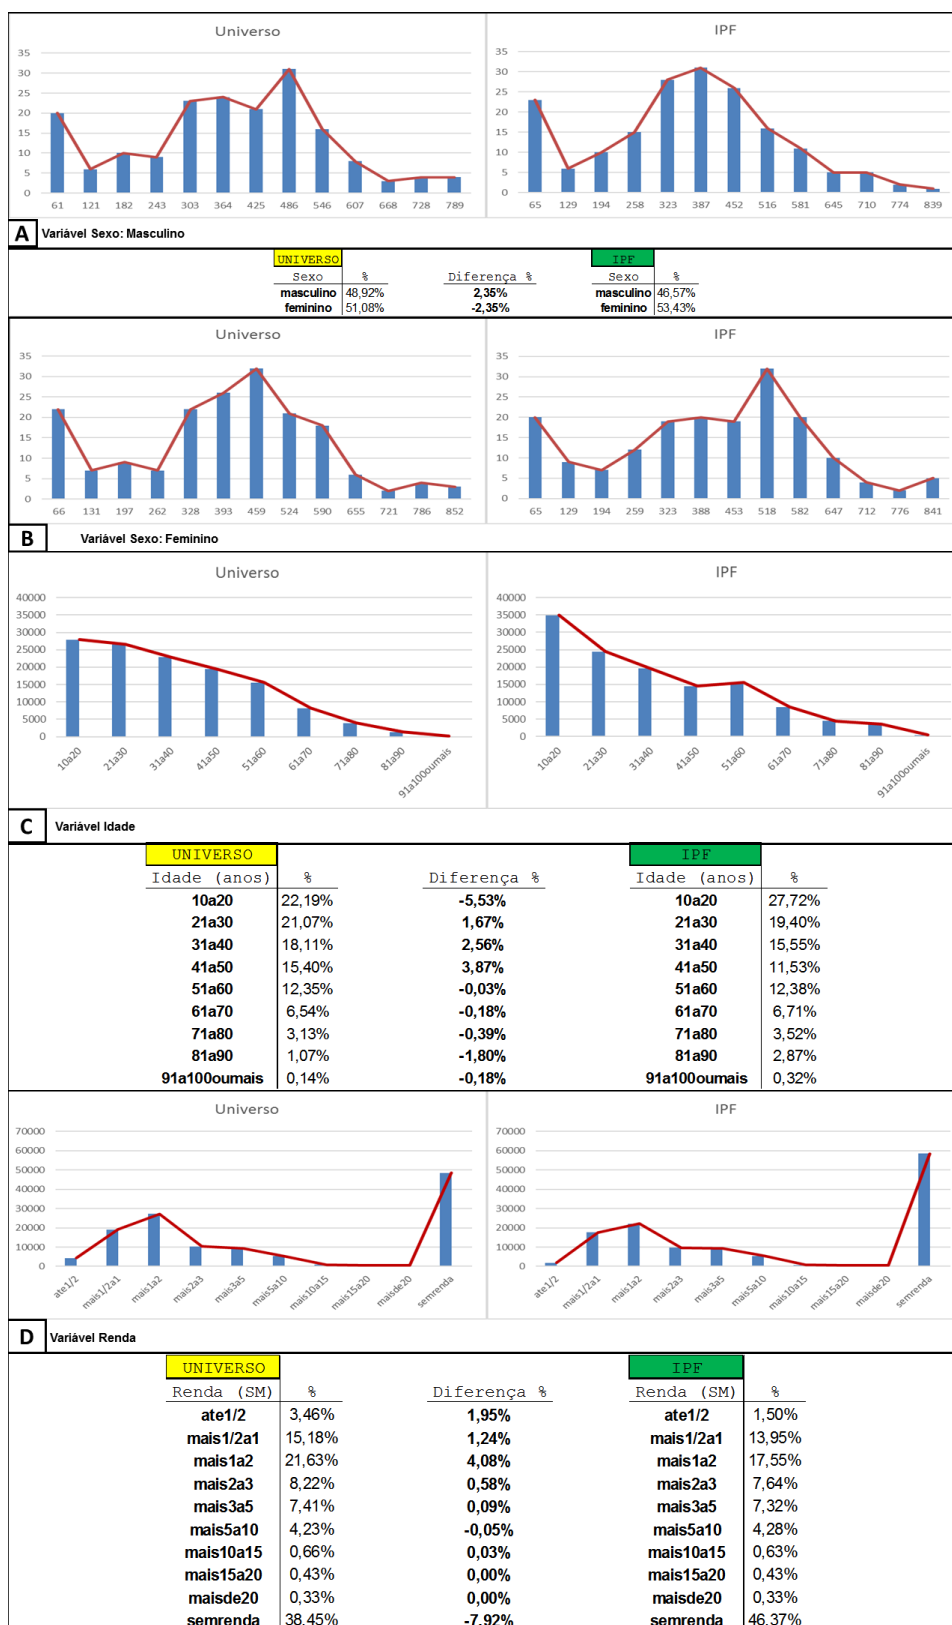 Universo IPF
35 35
30 30
25 25
20 20
15 15
10 10
5 5
0 0
61 121 182 243 303 364 425 486 546 607 668 728 789 65 129 194 258 323 387 452 516 581 645 710 774 839
A Variável Sexo: Masculino
UNIVERSO IPF
Sexo % Diferença % Sexo %
masculino 48,92% 2,35% masculino 46,57%
feminino 51,08% -2,35% feminino 53,43%
Universo IPF
35 35
30 30
25 25
20 20
15 15
10 10
5 5
0 0
66 131 197 262 328 393 459 524 590 655 721 786 852 65 129 194 259 323 388 453 518 582 647 712 776 841
B Variável Sexo: Feminino
Universo IPF
40000 40000
35000 35000
30000 30000
25000 25000
20000 20000
15000 15000
10000 10000
5000 5000
0 0
10a20 21a30 31a40 41a50 51a60 61a70 71a80 81a90 91a100oumais 10a20 21a30 31a40 41a50 51a60 61a70 71a80 81a90 91a100oumais
C Variável Idade
UNIVERSO IPF
Idade (anos) % Diferença % Idade (anos) %
10a20 22,19% -5,53% 10a20 27,72%
21a30 21,07% 1,67% 21a30 19,40%
31a40 18,11% 2,56% 31a40 15,55%
41a50 15,40% 3,87% 41a50 11,53%
51a60 12,35% -0,03% 51a60 12,38%
61a70 6,54% -0,18% 61a70 6,71%
71a80 3,13% -0,39% 71a80 3,52%
81a90 1,07% -1,80% 81a90 2,87%
91a100oumais 0,14% -0,18% 91a100oumais 0,32%
Universo IPF
70000 70000
60000 60000
50000 50000
40000 40000
30000 30000
20000 20000
10000 10000
0 0
ate1/2 mais1/2a1 mais1a2 mais2a3 mais3a5 mais5a10 mais10a15 mais15a20 maisde20 semrenda ate1/2 mais1/2a1 mais1a2 mais2a3 mais3a5 mais5a10 mais10a15 mais15a20 maisde20 semrenda
D Variável Renda
UNIVERSO IPF
Renda (SM) % Diferença % Renda (SM) %
ate1/2 3,46% 1,95% ate1/2 1,50%
mais1/2a1 15,18% 1,24% mais1/2a1 13,95%
mais1a2 21,63% 4,08% mais1a2 17,55%
mais2a3 8,22% 0,58% mais2a3 7,64%
mais3a5 7,41% 0,09% mais3a5 7,32%
mais5a10 4,23% -0,05% mais5a10 4,28%
mais10a15 0,66% 0,03% mais10a15 0,63%
mais15a20 0,43% 0,00% mais15a20 0,43%
maisde20 0,33% 0,00% maisde20 0,33%
semrenda 38,45% -7,92% semrenda 46,37%